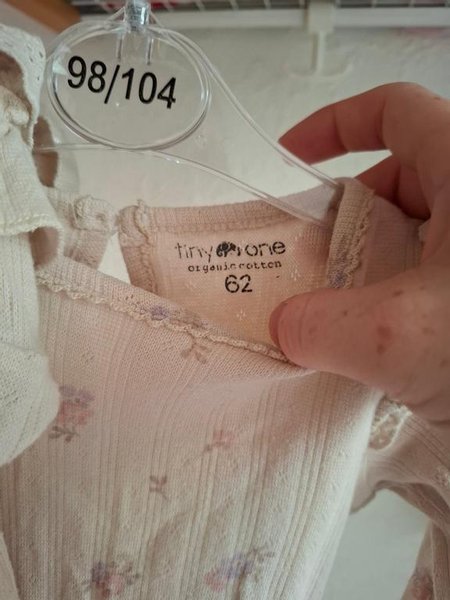 98/104
tiny one
organic cotton
62